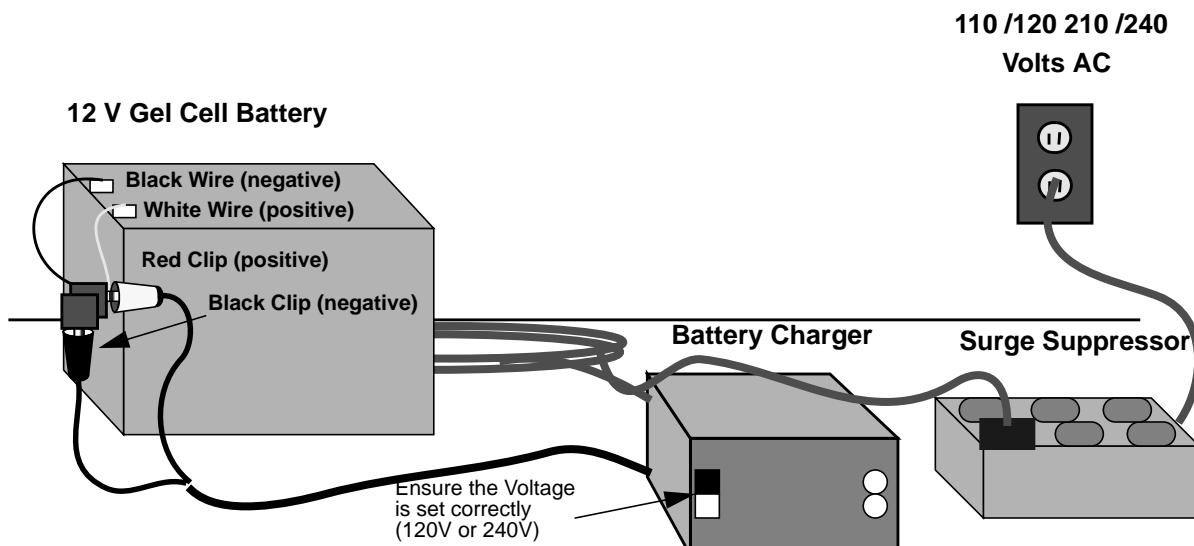 110 /120 210 /240
Volts AC
12 V Gel Cell Battery
Black Wire (negative)
White Wire (positive)
Red Clip (positive)
Black Clip (negative)
Battery Charger
Surge Suppressor
Ensure the Voltage
is set correctly
(120V or 240V)